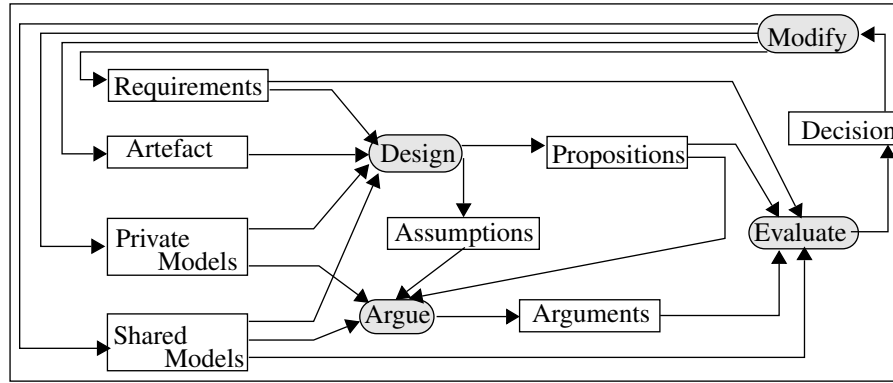 Modify
Requirements
Decision
Artefact
Design
Propositions
Private
Models
Assumptions
Evaluate
Argue
Arguments
Shared
Models